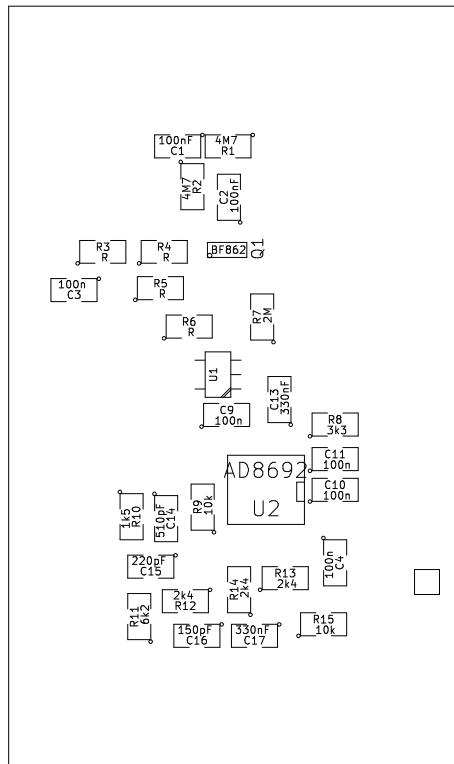 100nF
C1
4M7
R1
4M7
R2
C2
100nF
R3
R
R4
R
BF862
Q1
100n
C3
R5
R
R6
R
R7
2M
U1
C13
330nF
C9
100n
R8
3k3
AD8692
U2
C11
100n
C10
100n
1k5
R10
510pF
C14
R9
10k
220pF
C15
100n
C4
R14
2k4
R13
2k4
2k4
R12
R11
6k2
150pF
C16
330nF
C17
R15
10k